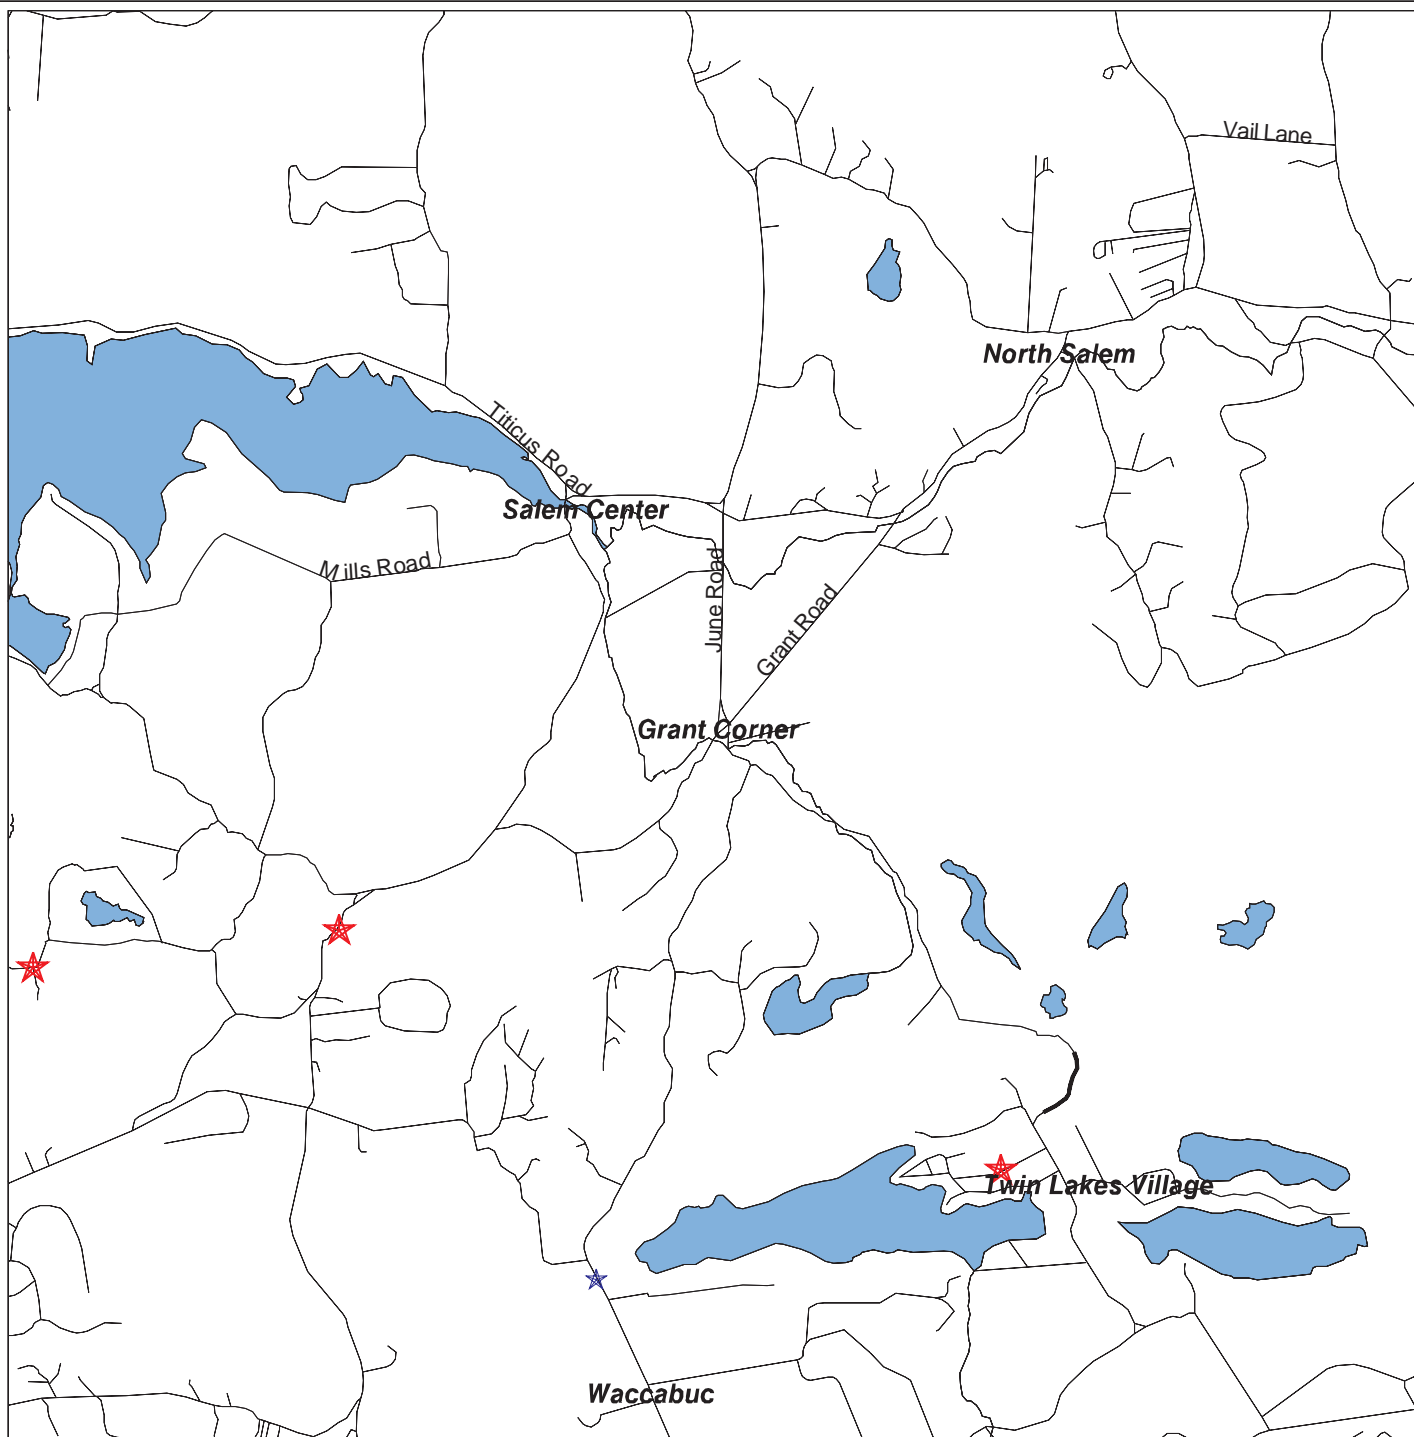 Vail Lane
North Salem
Titicus Road
Salem Center
Mills Road
June Road
Grant Road
Grant Corner
Twin Lakes Village
Waccabuc